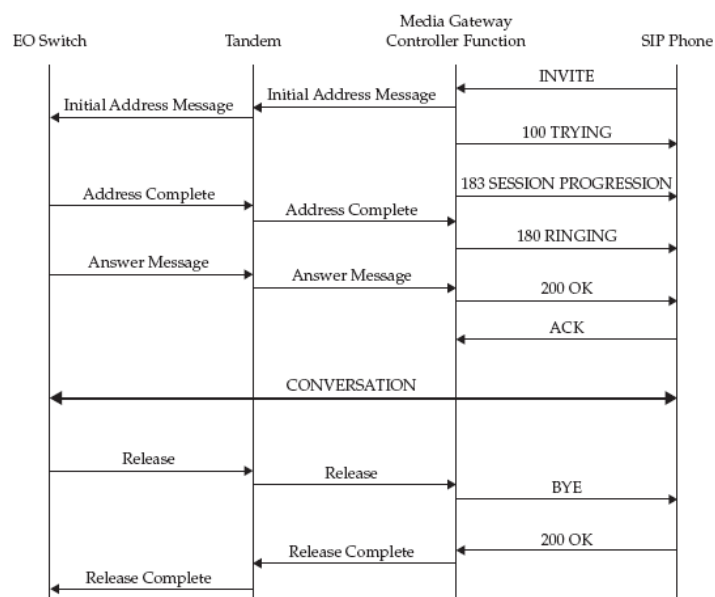 Media Gateway
EO Switch Tandem Controller Function SIP Phone
INVITE
Initial Address Message
Initial Address Message
100 TRYING
183 SESSION PROGRESSION
Address Complete
Address Complete
180 RINGING
Answer Message
Answer Message
200 OK
ACK
CONVERSATION
Release
Release
BYE
200 OK
Release Complete
Release Complete